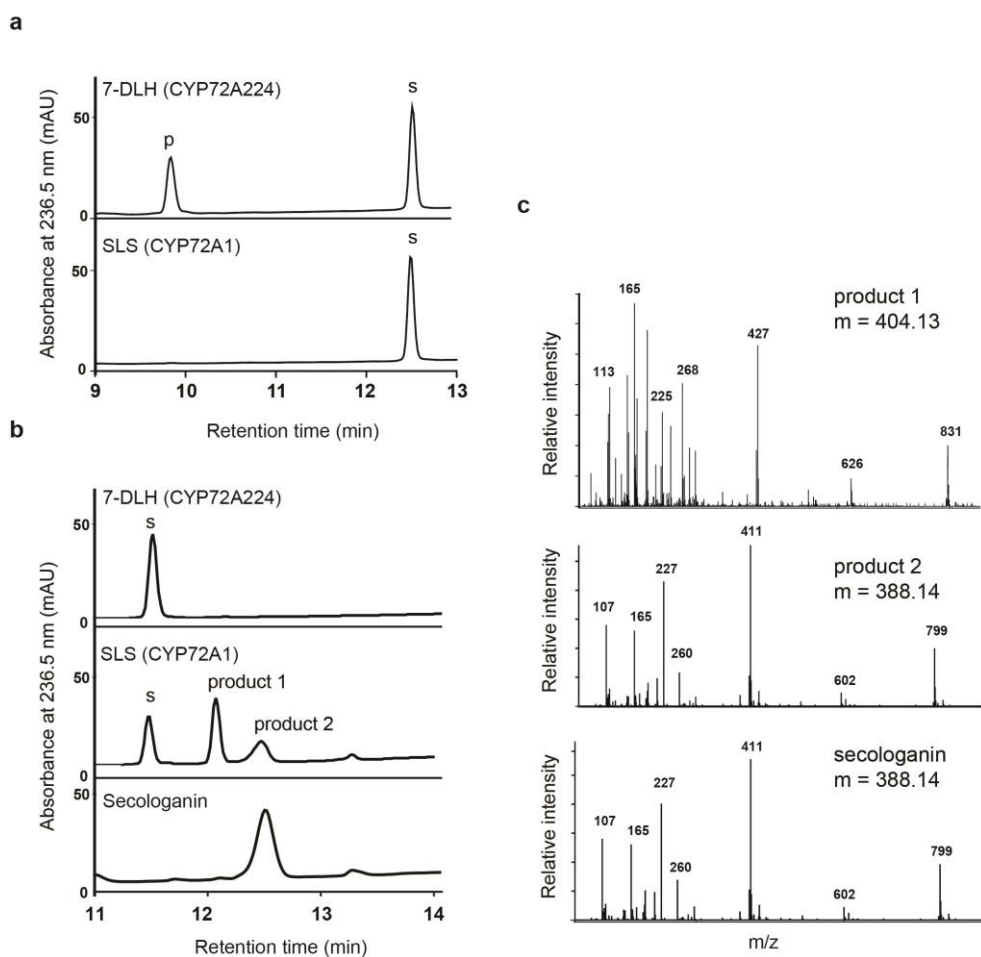 a
Absorbance at 236.5 nm (mAU)
7-DLH (CYP72A224)
50
0
p
s
SLS (CYP72A1)
50
0
s
9 10 11 12 13
Retention time (min)
b
Absorbance at 236.5 nm (mAU)
7-DLH (CYP72A224)
50
0
s
SLS (CYP72A1)
50
0
s
product 1
product 2
Secologanin
50
0
11 12 13 14
Retention time (min)
c
Relative intensity
product 1
m = 404.13
113
165
225
268
427
626
831
Relative intensity
product 2
m = 388.14
107
165
227
260
411
602
799
Relative intensity
secologanin
m = 388.14
107
165
227
260
411
602
799
m/z